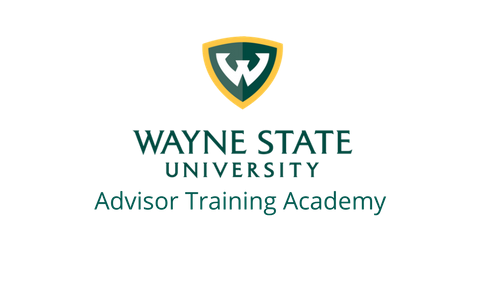 W
WAYNE STATE
UNIVERSITY
Advisor Training Academy